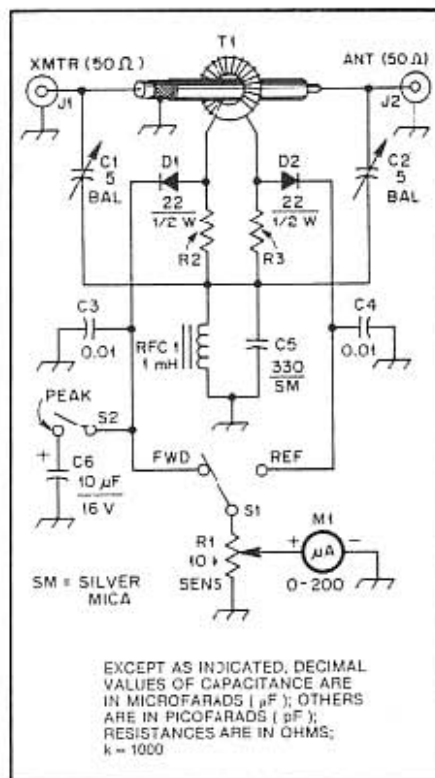 T1
XMTR (50 Ω)
ANT (50 Ω)
J1
J2
C1
5
BAL
D1
D2
C2
5
BAL
22
1/2 W
22
1/2 W
R2
R3
C3
0.01
RFC 1
1 mH
C5
330
SM
C4
0.01
PEAK
S2
+
C6
10 µF
16 V
FWD
REF
S1
R1
10 k
SENS
M1
+
µA
–
0-200
SM = SILVER
MICA
EXCEPT AS INDICATED, DECIMAL
VALUES OF CAPACITANCE ARE
IN MICROFARADS ( µF ); OTHERS
ARE IN PICOFARADS ( pF );
RESISTANCES ARE IN OHMS;
k = 1000